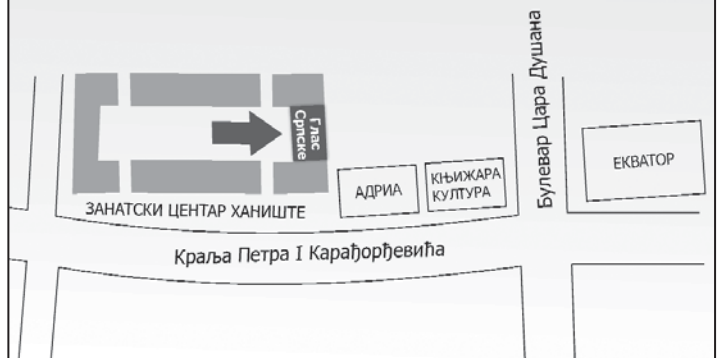 Булевар Цара Душана
Глас
Српске
ЕКВАТОР
АДРИА
КЊИЖАРА
КУЛТУРА
ЗАНАТСКИ ЦЕНТАР ХАНИШТЕ
Краља Петра I Карађорђевића